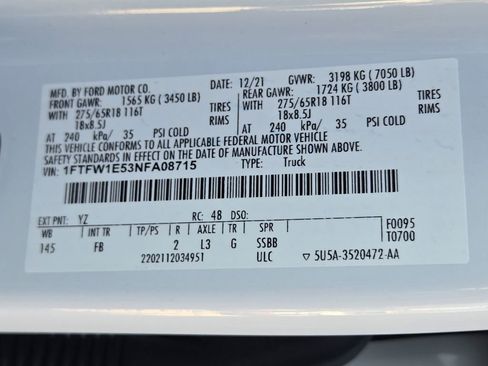 MFD. BY FORD MOTOR CO. DATE: 12/21 GVWR: 3198 KG (7050 LB)
FRONT GAWR: 1565 KG (3450 LB) REAR GAWR: 1724 KG (3800 LB)
WITH 275/65R18 116T TIRES WITH 275/65R18 116T TIRES
18x8.5J RIMS 18x8.5J RIMS
AT 240 kPa/ 35 PSI COLD AT 240 kPa/ 35 PSI COLD
THIS VEHICLE CONFORMS TO ALL APPLICABLE FEDERAL MOTOR VEHICLE
SAFETY STANDARDS IN EFFECT ON THE DATE OF MANUFACTURE SHOWN ABOVE.
VIN: 1FTFW1E53NFA08715 TYPE: Truck
EXT PNT: YZ RC: 48 DSO: F0095
WB INT TR TP/PS R AXLE TR SPR T0700
145 FB 2 L3 G SSBB
2202112034951 ULC 5U5A-3520472-AA